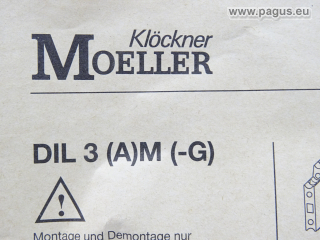 www.pagus.eu
Klöckner
MOELLER
DIL 3 (A)M (-G)
Montage und Demontage nur